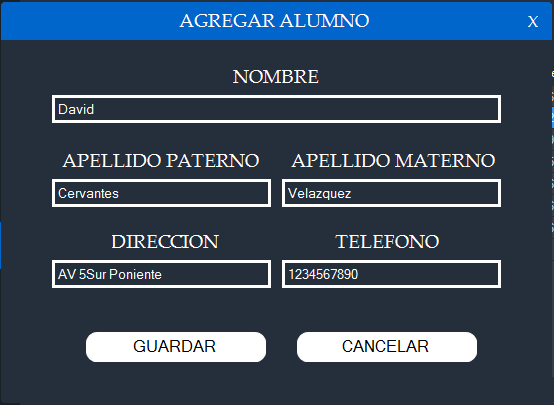 AGREGAR ALUMNO X
NOMBRE
David
APELLIDO PATERNO APELLIDO MATERNO
Cervantes Velazquez
DIRECCION TELEFONO
AV 5Sur Poniente 1234567890
GUARDAR CANCELAR